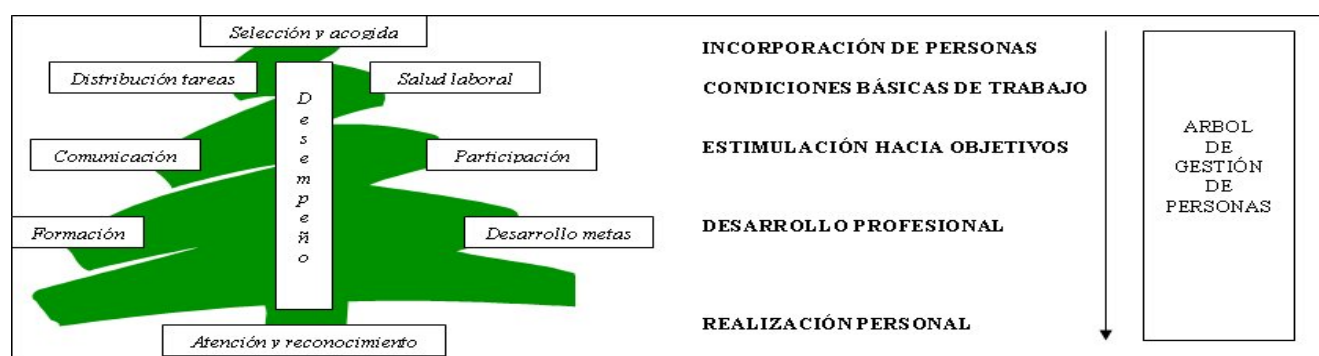 Selección y acogida
INCORPORACIÓN DE PERSONAS
Distribución tareas
Salud laboral
CONDICIONES BÁSICAS DE TRABAJO
Desempeño
Comunicación
Participación
ESTIMULACIÓN HACIA OBJETIVOS
Formación
Desarrollo metas
DESARROLLO PROFESIONAL
Atención y reconocimiento
REALIZACIÓN PERSONAL
ARBOL
DE
GESTIÓN
DE
PERSONAS